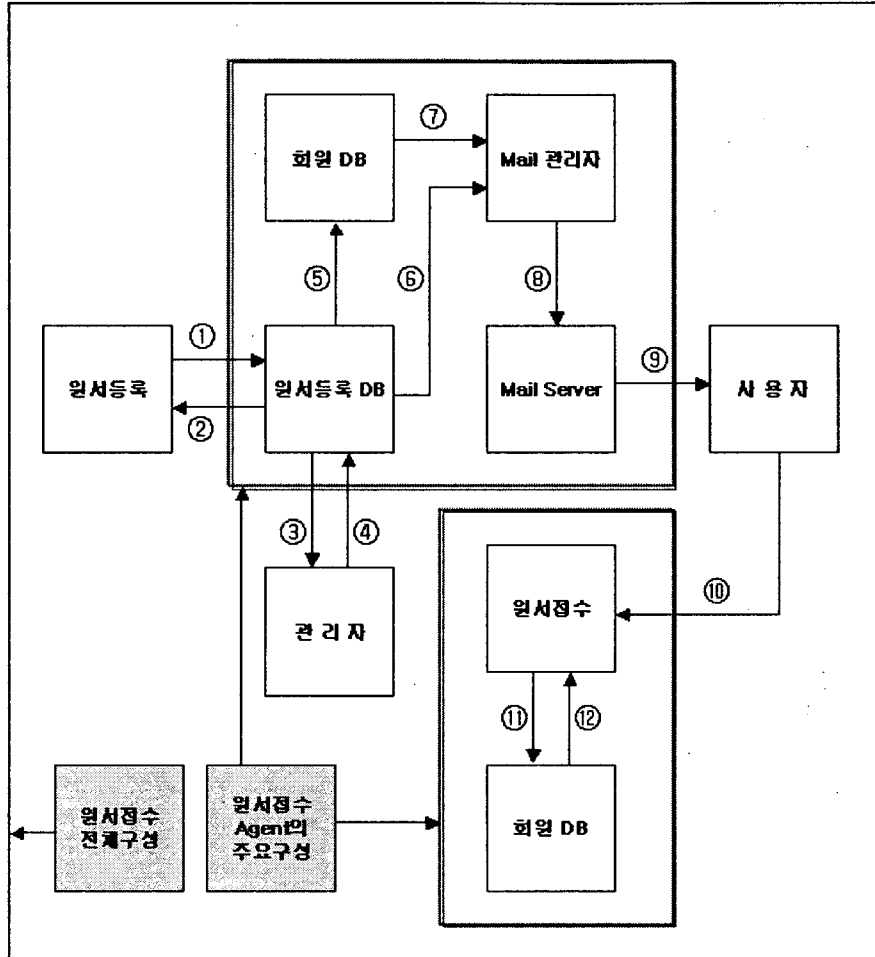 회원 DB
⑦
Mail 관리자
⑤
⑥
⑧
①
원서등록
②
원서등록 DB
Mail Server
⑨
사 용 자
③
④
관 리 자
원서접수
⑩
⑪
⑫
회원 DB
원서접수
전체구성
원서접수
Agent의
주요구성